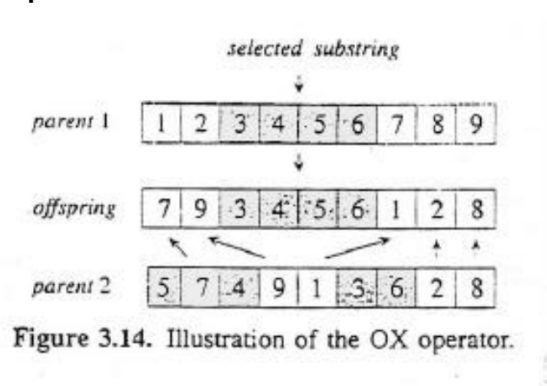 selected substring
parent 1 1 2 3 4 5 6 7 8 9
offspring 7 9 3 4 5 6 1 2 8
parent 2 5 7 4 9 1 3 6 2 8
Figure 3.14. Illustration of the OX operator.